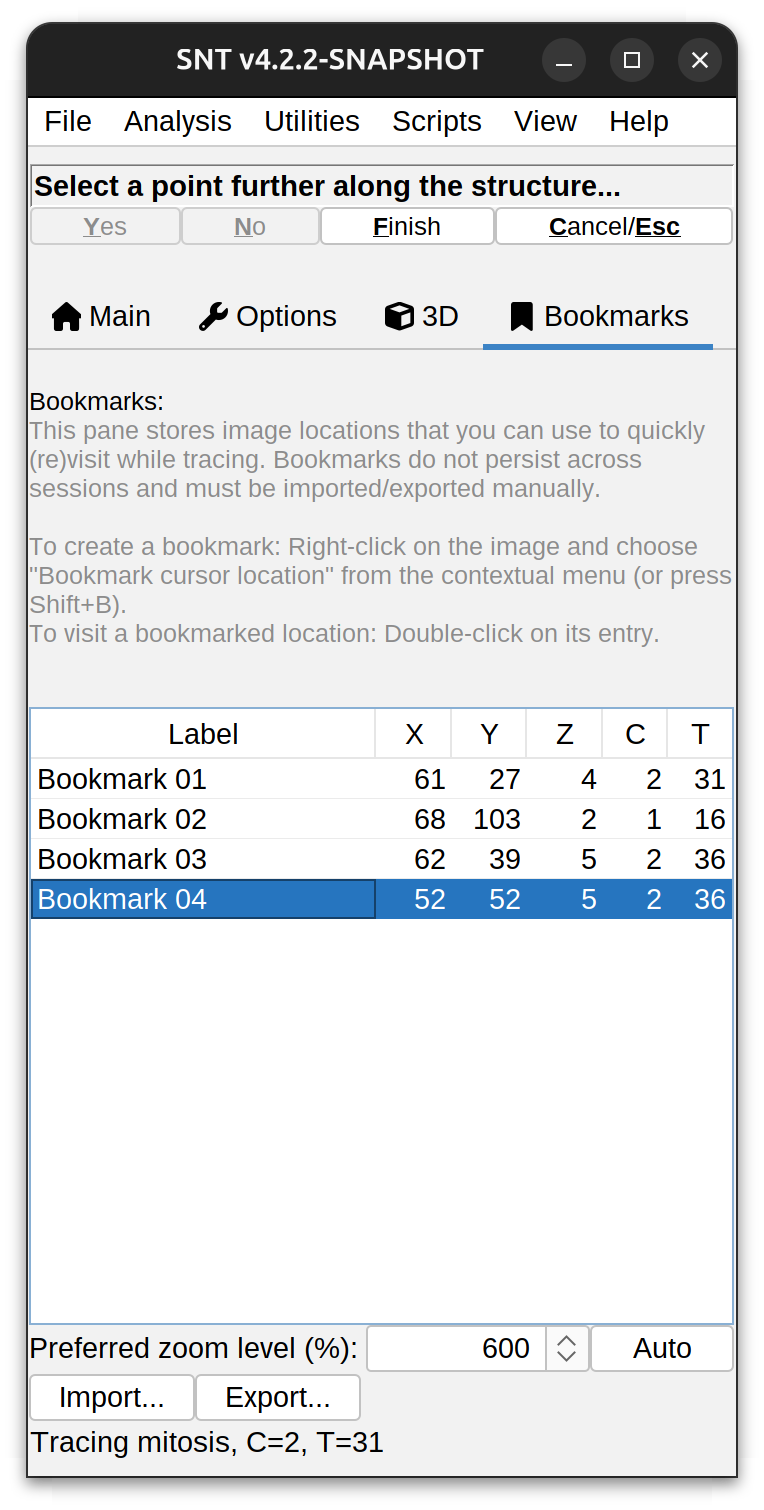 SNT v4.2.2-SNAPSHOT
File Analysis Utilities Scripts View Help
Select a point further along the structure...
Yes No Finish Cancel/Esc
Main Options 3D Bookmarks
Bookmarks:
This pane stores image locations that you can use to quickly
(re)visit while tracing. Bookmarks do not persist across
sessions and must be imported/exported manually.
To create a bookmark: Right-click on the image and choose
"Bookmark cursor location" from the contextual menu (or press
Shift+B).
To visit a bookmarked location: Double-click on its entry.
Label X Y Z C T
Bookmark 01 61 27 4 2 31
Bookmark 02 68 103 2 1 16
Bookmark 03 62 39 5 2 36
Bookmark 04 52 52 5 2 36
Preferred zoom level (%): 600 Auto
Import... Export...
Tracing mitosis, C=2, T=31